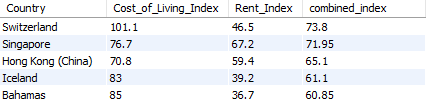 Country Cost_of_Living_Index Rent_Index combined_index
Switzerland 101.1 46.5 73.8
Singapore 76.7 67.2 71.95
Hong Kong (China) 70.8 59.4 65.1
Iceland 83 39.2 61.1
Bahamas 85 36.7 60.85